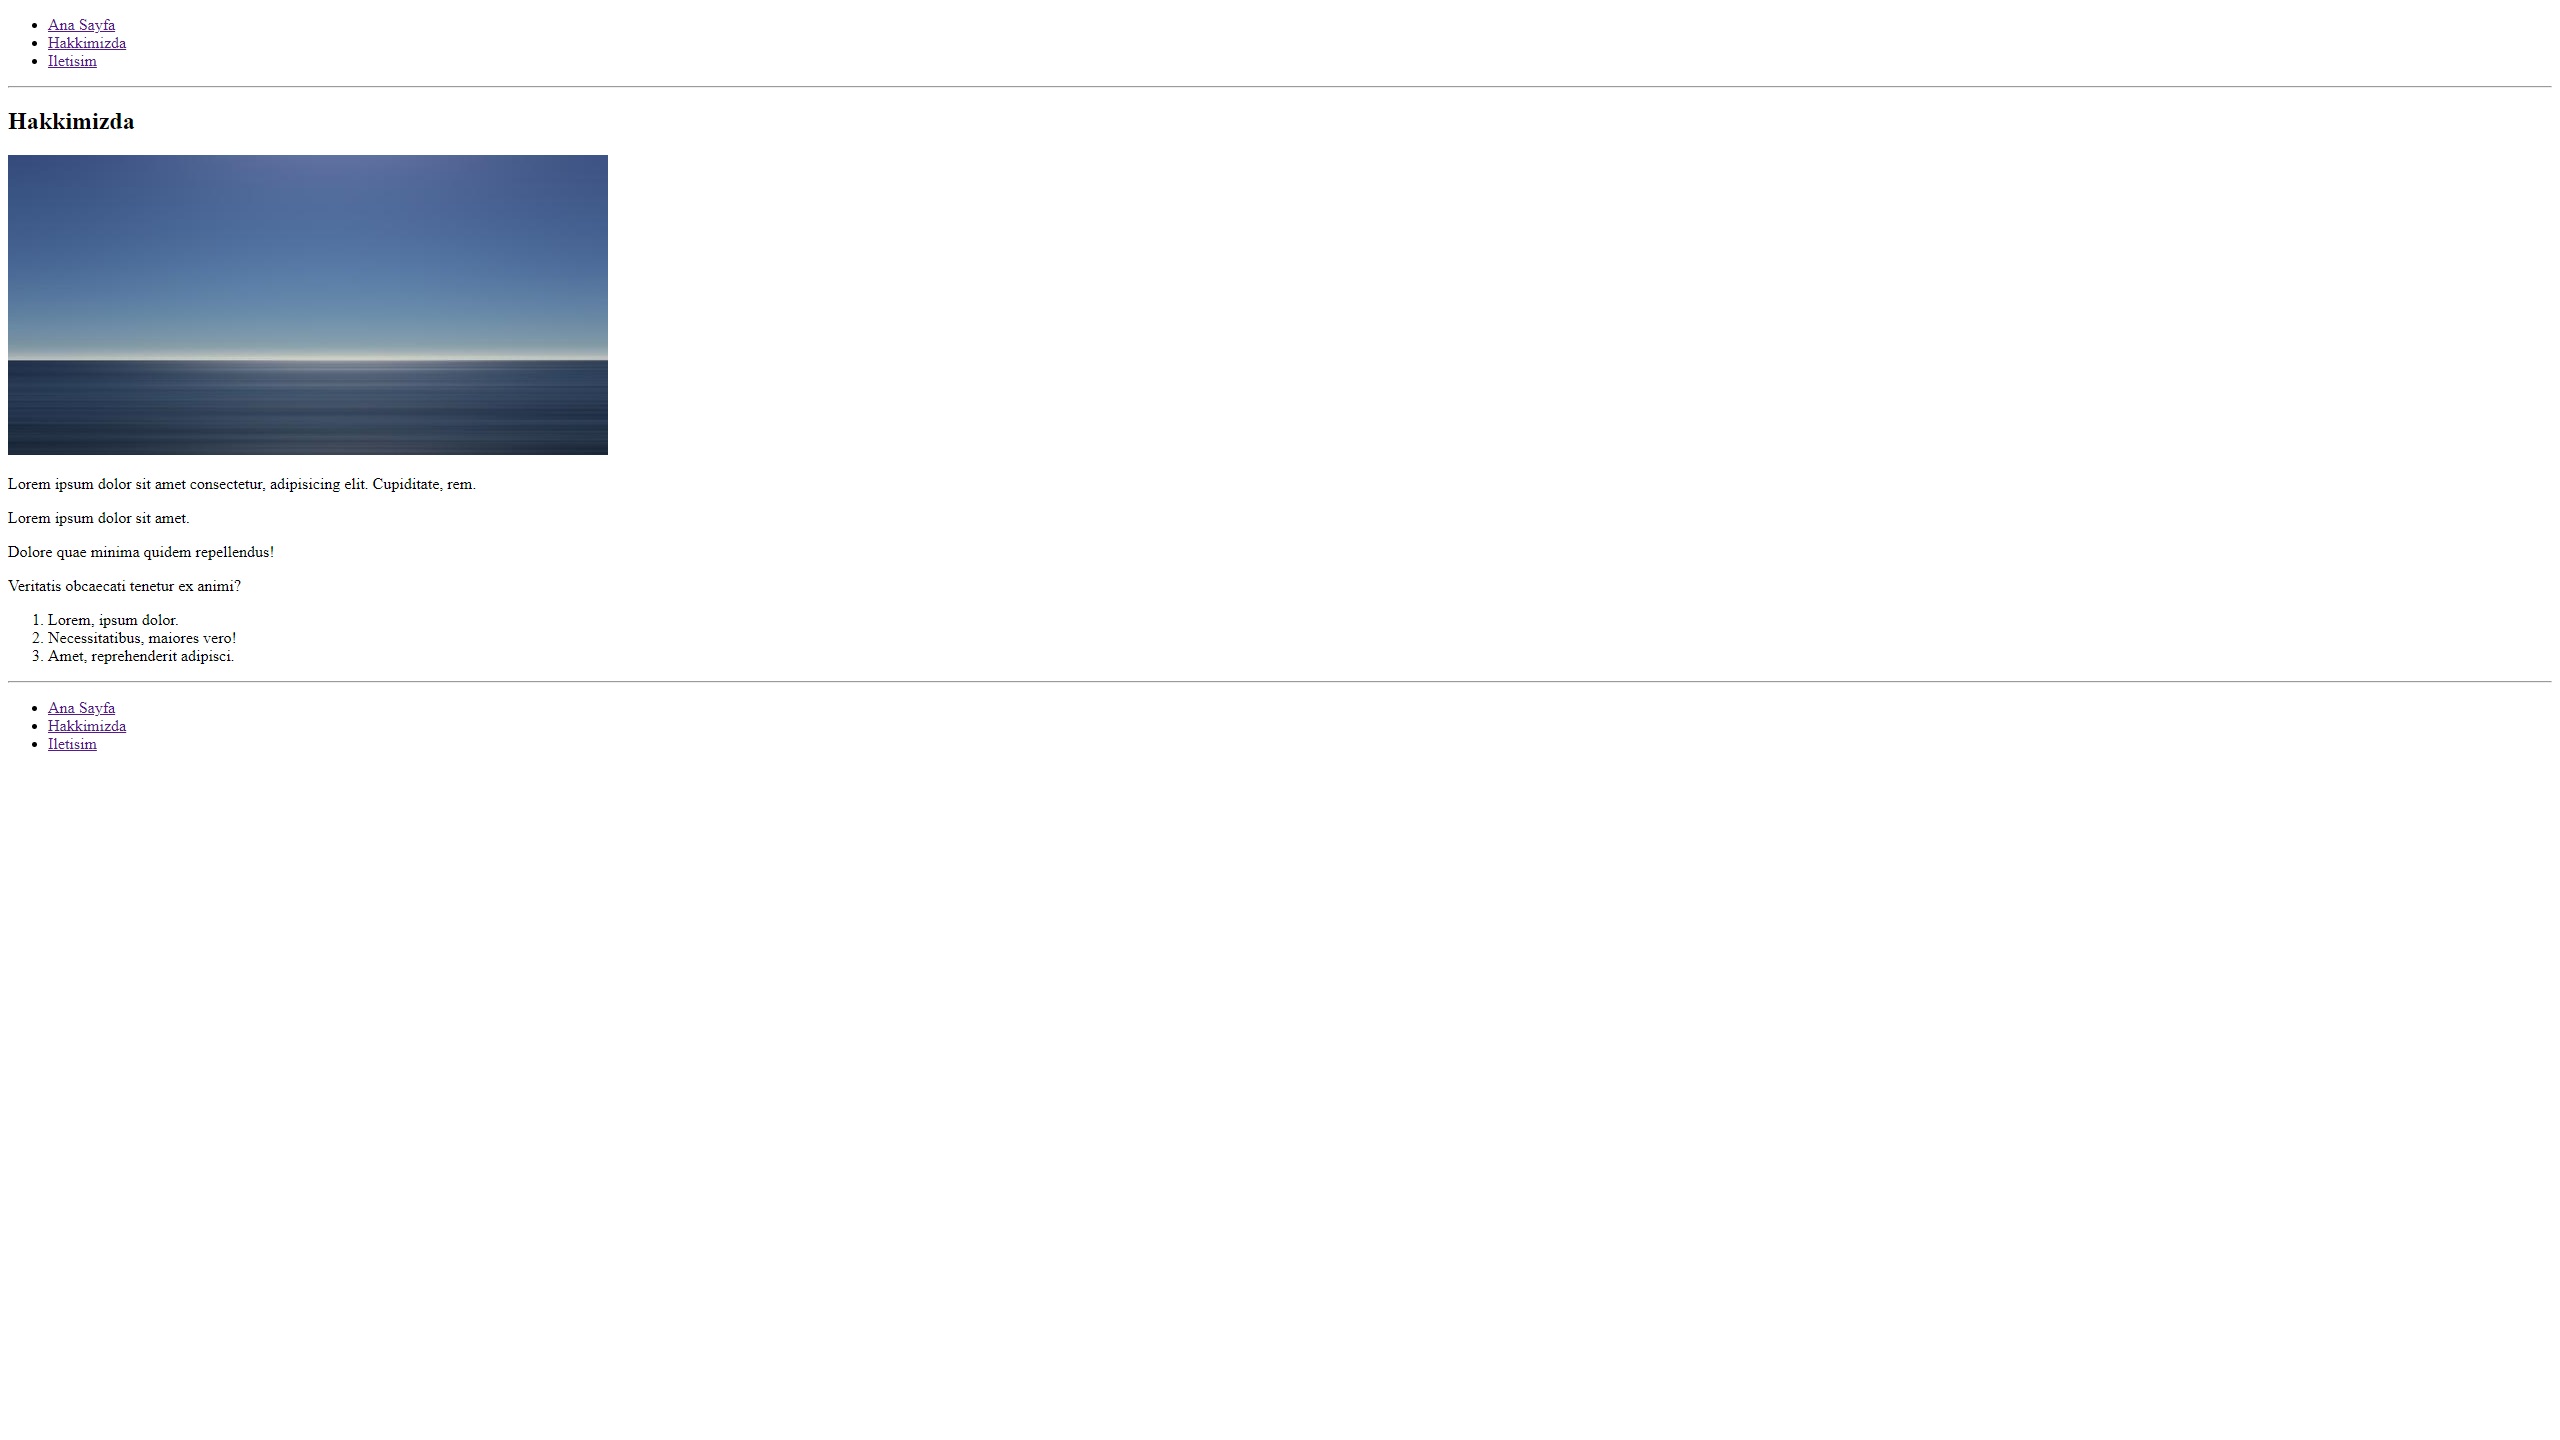 Ana Sayfa
Hakkimizda
Iletisim
Hakkimizda
Lorem ipsum dolor sit amet consectetur, adipisicing elit. Cupiditate, rem.
Lorem ipsum dolor sit amet.
Dolore quae minima quidem repellendus!
Veritatis obcaecati tenetur ex animi?
1. Lorem, ipsum dolor.
2. Necessitatibus, maiores vero!
3. Amet, reprehenderit adipisci.
Ana Sayfa
Hakkimizda
Iletisim